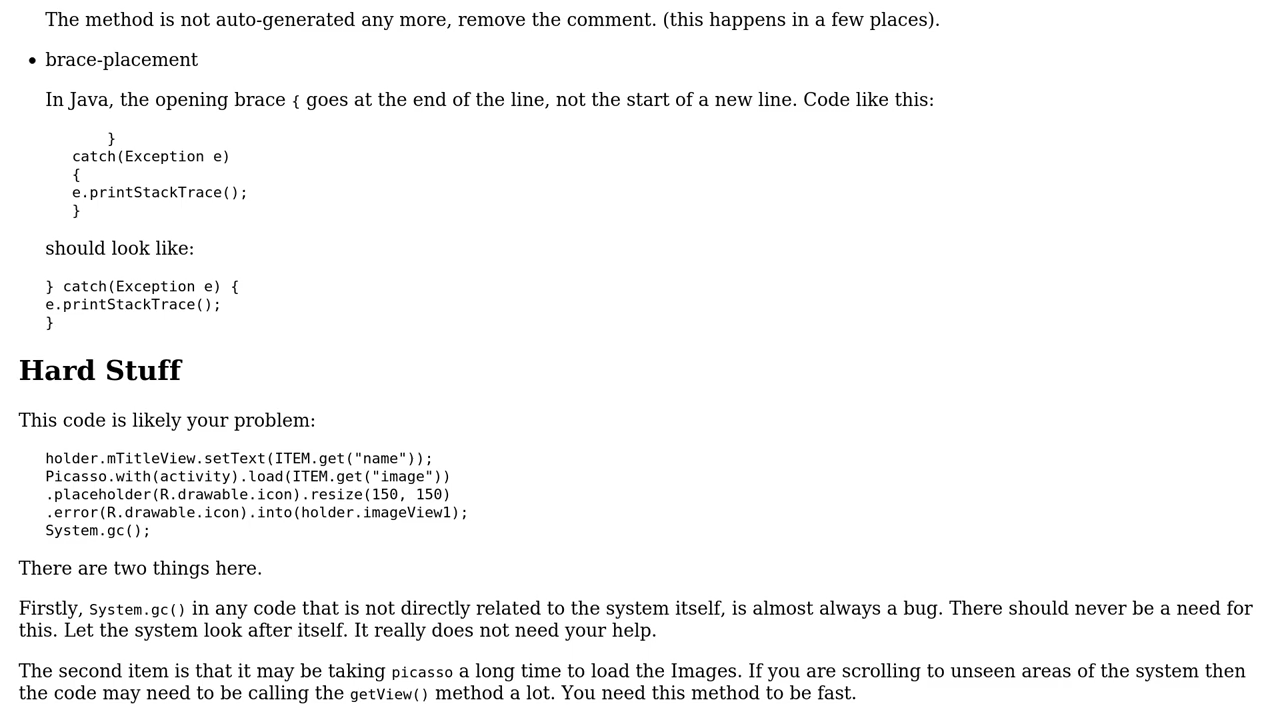 The method is not auto-generated any more, remove the comment. (this happens in a few places).
• brace-placement
In Java, the opening brace { goes at the end of the line, not the start of a new line. Code like this:
}
catch(Exception e)
{
e.printStackTrace();
}
should look like:
} catch(Exception e) {
e.printStackTrace();
}
Hard Stuff
This code is likely your problem:
holder.mTitleView.setText(ITEM.get("name"));
Picasso.with(activity).load(ITEM.get("image"))
.placeholder(R.drawable.icon).resize(150, 150)
.error(R.drawable.icon).into(holder.imageView1);
System.gc();
There are two things here.
Firstly, System.gc() in any code that is not directly related to the system itself, is almost always a bug. There should never be a need for
this. Let the system look after itself. It really does not need your help.
The second item is that it may be taking picasso a long time to load the Images. If you are scrolling to unseen areas of the system then
the code may need to be calling the getView() method a lot. You need this method to be fast.